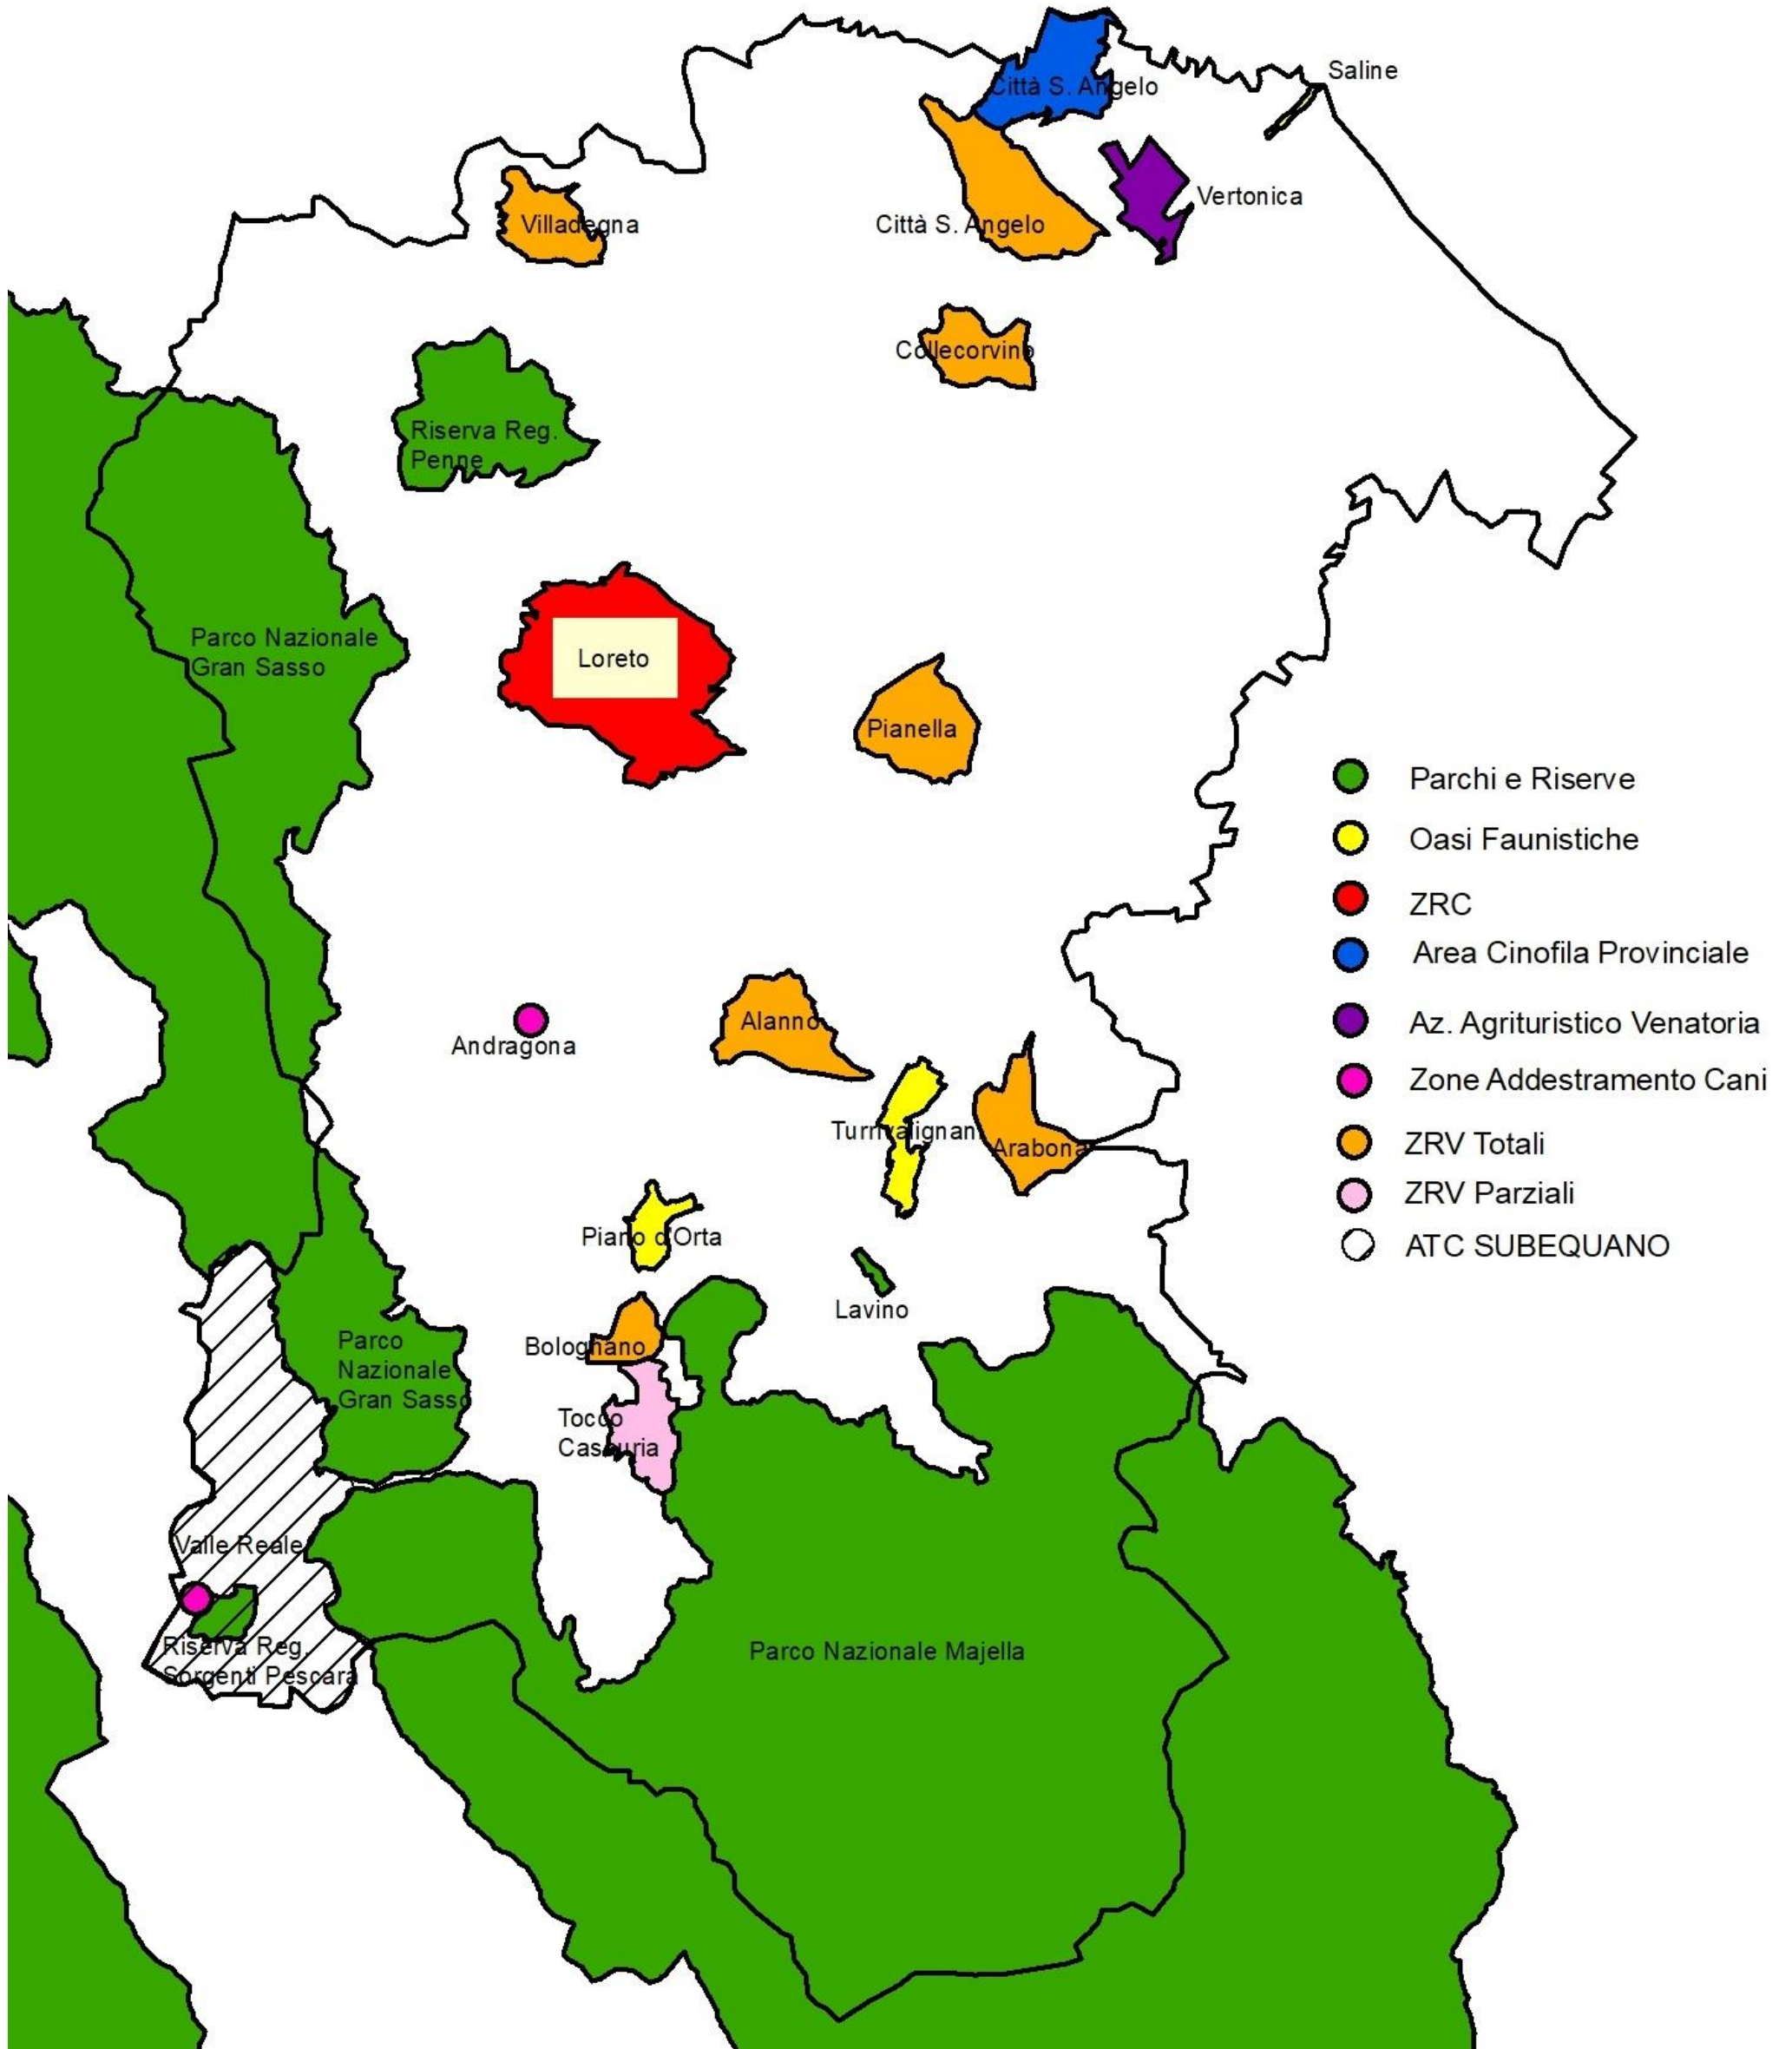 Saline
Città S. Angelo
Vertonica
Città S. Angelo
Villadegna
Collecorvino
Riserva Reg.
Penne
Parco Nazionale
Gran Sasso
Loreto
Pianella
Parchi e Riserve
Oasi Faunistiche
ZRC
Area Cinofila Provinciale
Az. Agrituristico Venatoria
Zone Addestramento Cani
ZRV Totali
ZRV Parziali
ATC SUBEQUANO
Alanno
Andragona
Turrivalignani
Arabona
Piano d'Orta
Lavino
Bolognano
Parco
Nazionale
Gran Sasso
Tocco
Casauria
Valle Reale
Riserva Reg.
Sorgenti Pescara
Parco Nazionale Majella